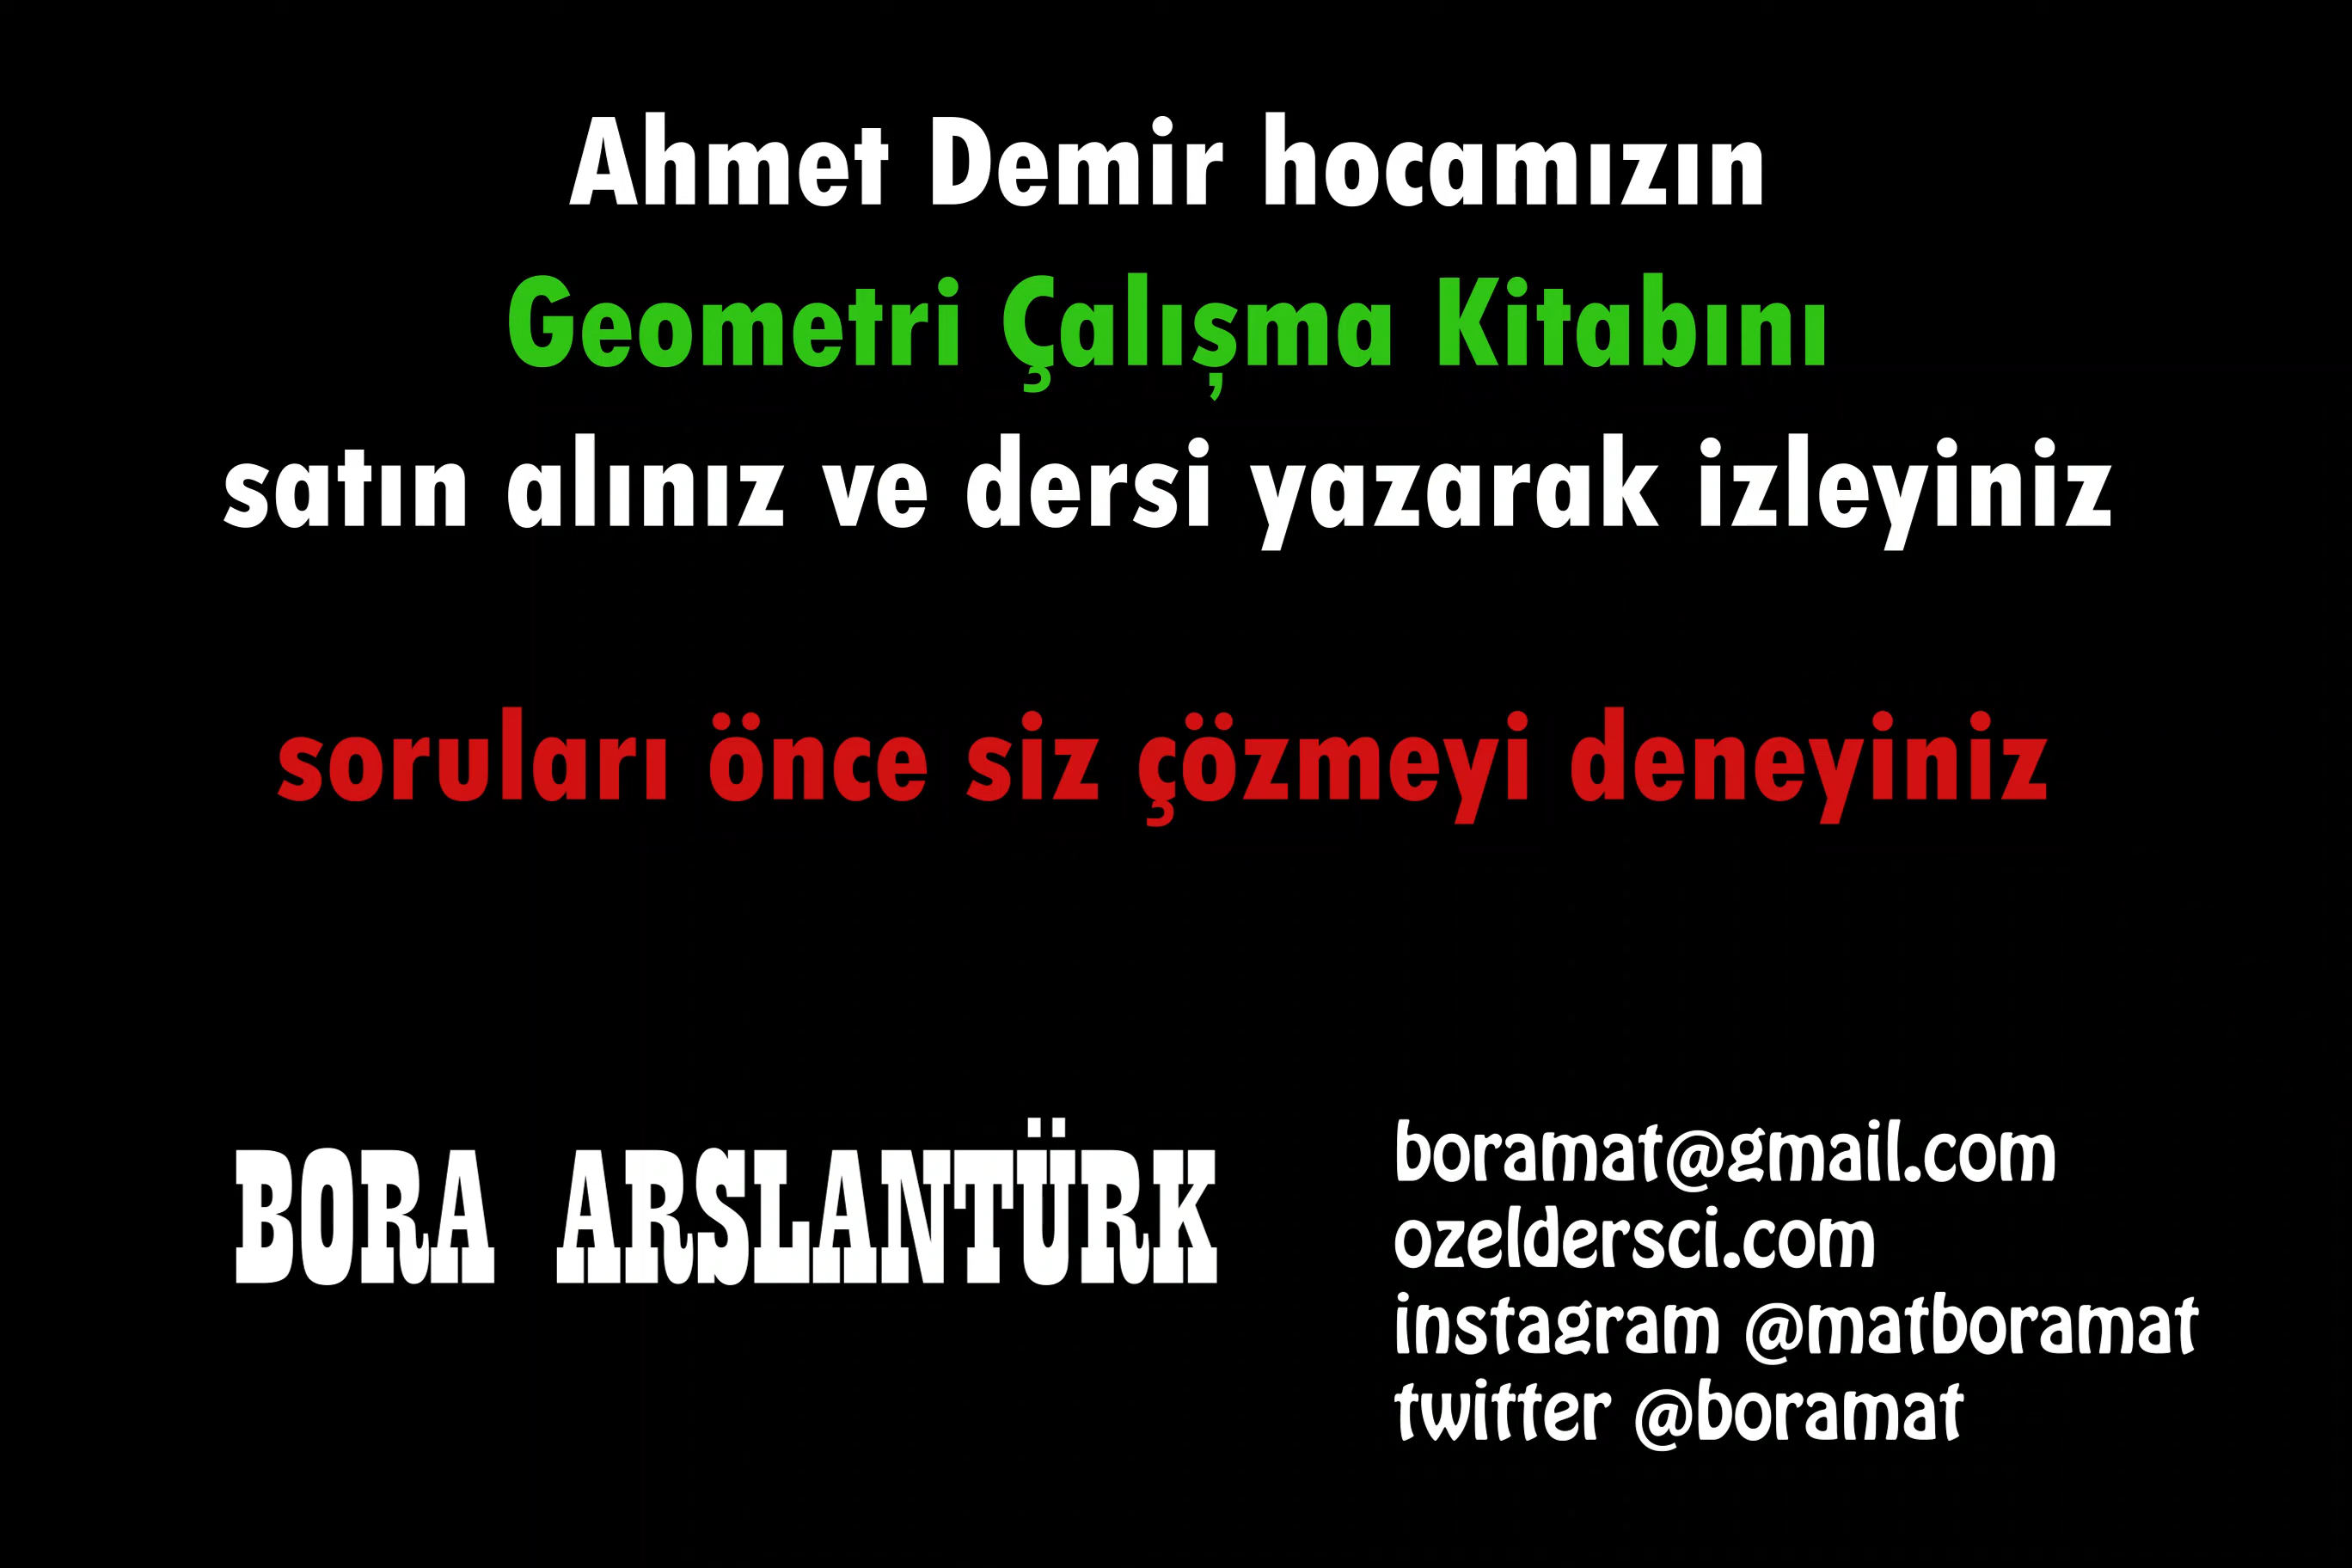 Ahmet Demir hocamızın
Geometri Çalışma Kitabını
satın alınız ve dersi yazarak izleyiniz
soruları önce siz çözmeyi deneyiniz
BORA ARSLANTÜRK
boramat@gmail.com
ozeldersci.com
instagram @matboramat
twitter @boramat